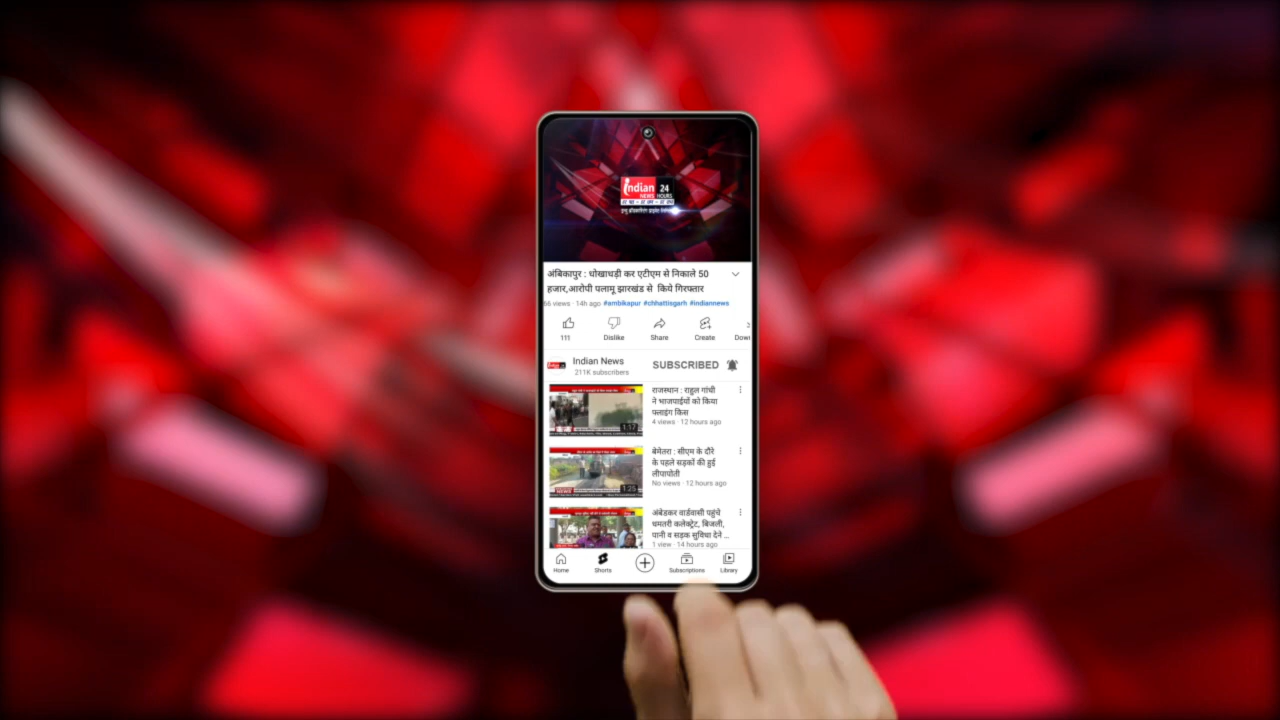 Indian 24
NEWS HOURS
अंबिकापुर : धोखाधड़ी कर एटीएम से निकाले 50
हजार,आरोपी पलामू झारखंड से किये गिरफ्तार
66 views · 14h ago #ambikapur #chhattisgarh #indiannews
111 Dislike Share Create Down
Indian News
211K subscribers
SUBSCRIBED
राजस्थान : राहुल गांधी
ने भाजपाईयों को किया
फ्लाइंग किस
4 views · 12 hours ago
1:17
बेमेतरा : सीएम के दौरे
के पहले सड़कों की हुई
लीपापोती
No views · 12 hours ago
1:25
अंबेडकर वार्डवासी पहुंचे
धमतरी कलेक्ट्रेट, बिजली,
पानी व सड़क सुविधा देने ...
1 view · 14 hours ago
Home Shorts Subscriptions Library